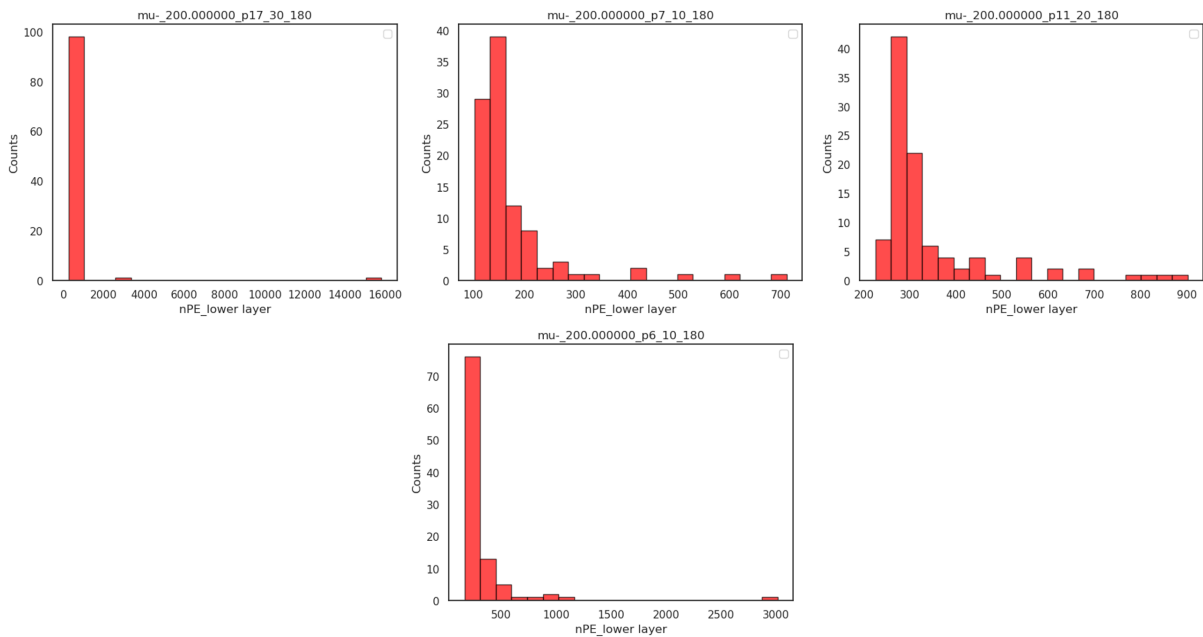 mu-_200.000000_p17_30_180
100
80
60
40
20
0
Counts
0 2000 4000 6000 8000 10000 12000 14000 16000
nPE_lower layer
mu-_200.000000_p7_10_180
40
35
30
25
20
15
10
5
0
Counts
100 200 300 400 500 600 700
nPE_lower layer
mu-_200.000000_p11_20_180
40
35
30
25
20
15
10
5
0
Counts
200 300 400 500 600 700 800 900
nPE_lower layer
mu-_200.000000_p6_10_180
70
60
50
40
30
20
10
0
Counts
500 1000 1500 2000 2500 3000
nPE_lower layer